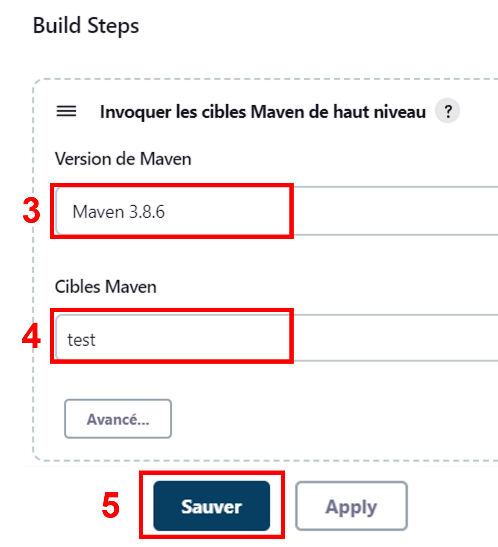 Build Steps
Invoquer les cibles Maven de haut niveau ?
Version de Maven
3 Maven 3.8.6
Cibles Maven
4 test
Avancé...
5 Sauver Apply